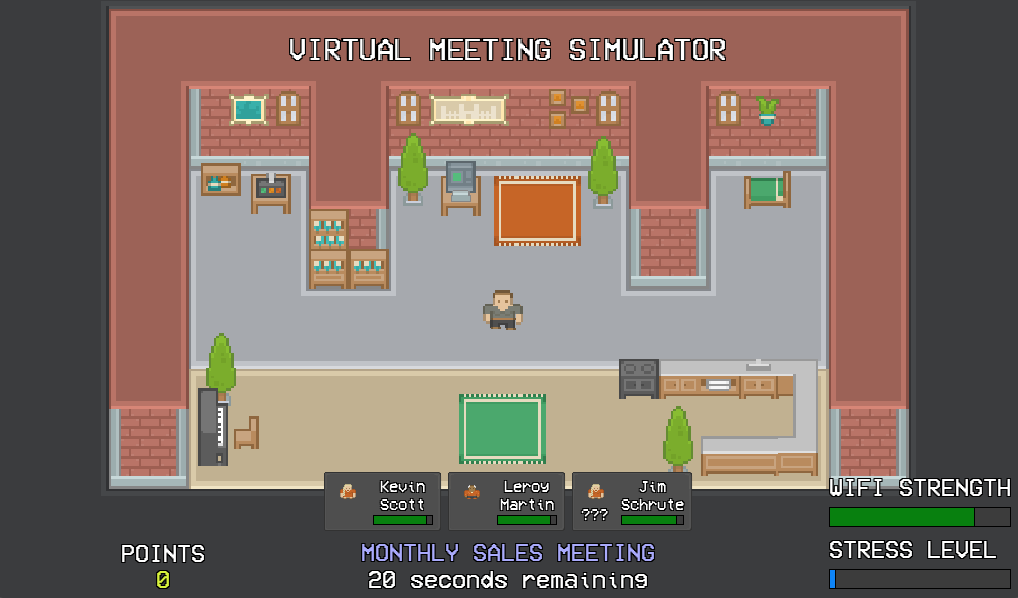 VIRTUAL MEETING SIMULATOR
Kevin
Scott
Leroy
Martin
Jim
Schrute
???
WIFI STRENGTH
STRESS LEVEL
POINTS
0
MONTHLY SALES MEETING
20 seconds remaining